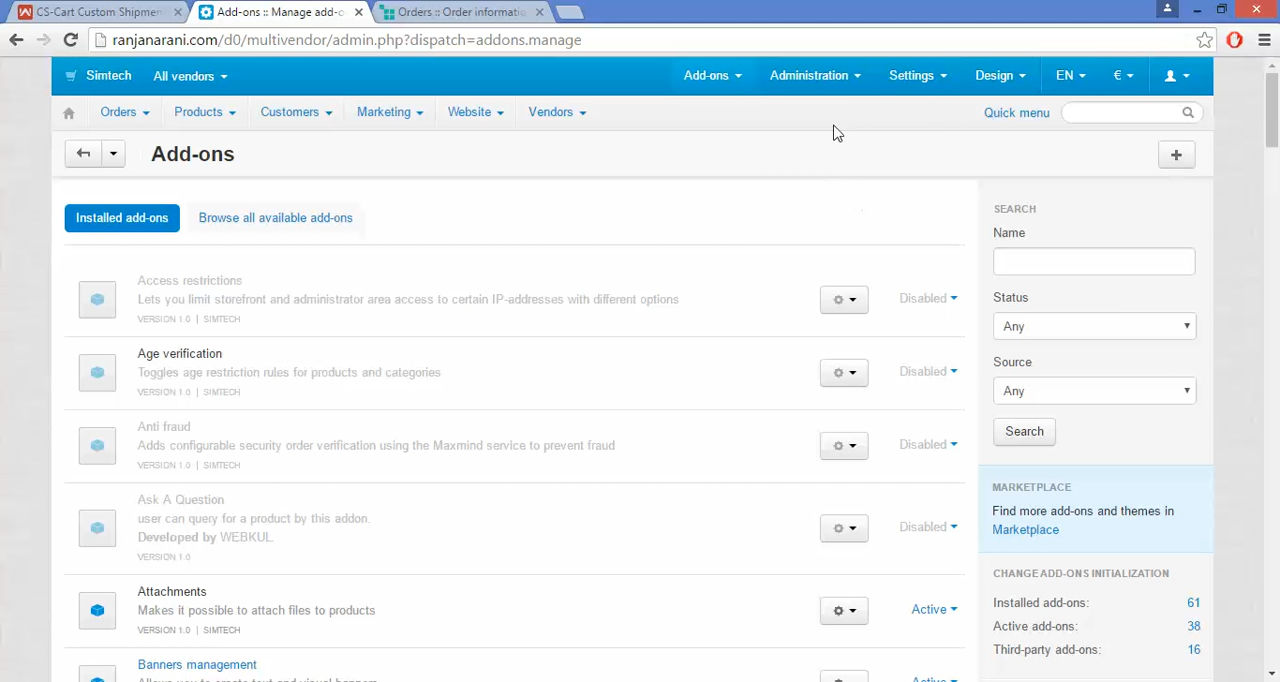 CS-Cart Custom Shipmen
Add-ons :: Manage add-o
Orders :: Order informati
ranjanarani.com/d0/multivendor/admin.php?dispatch=addons.manage
Simtech All vendors Add-ons Administration Settings Design EN €
Orders Products Customers Marketing Website Vendors Quick menu
Add-ons
Installed add-ons Browse all available add-ons
Access restrictions
Lets you limit storefront and administrator area access to certain IP-addresses with different options
VERSION 1.0 | SIMTECH
Disabled
Age verification
Toggles age restriction rules for products and categories
VERSION 1.0 | SIMTECH
Disabled
Anti fraud
Adds configurable security order verification using the Maxmind service to prevent fraud
VERSION 1.0 | SIMTECH
Disabled
Ask A Question
user can query for a product by this addon.
Developed by WEBKUL.
VERSION 1.0
Disabled
Attachments
Makes it possible to attach files to products
VERSION 1.0 | SIMTECH
Active
Banners management
SEARCH
Name
Status
Any
Source
Any
Search
MARKETPLACE
Find more add-ons and themes in
Marketplace
CHANGE ADD-ONS INITIALIZATION
Installed add-ons: 61
Active add-ons: 38
Third-party add-ons: 16